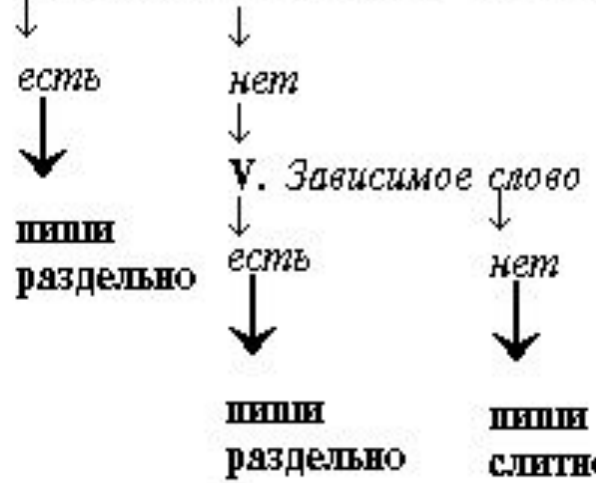 есть нет
V. Зависимое слово
пиши
раздельно
есть нет
пиши пиши
раздельно слитно